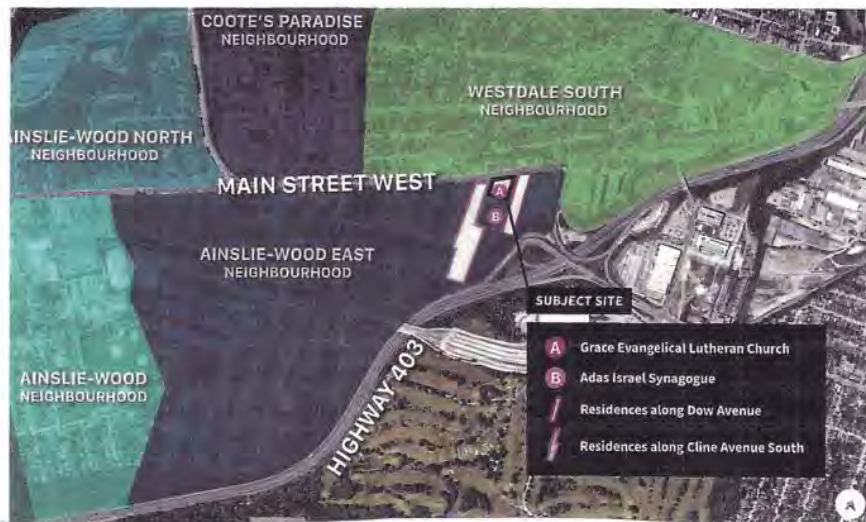 COOTE'S PARADISE
NEIGHBOURHOOD
WESTDALE SOUTH
NEIGHBOURHOOD
AINSLIE-WOOD NORTH
NEIGHBOURHOOD
MAIN STREET WEST
A
B
AINSLIE-WOOD EAST
NEIGHBOURHOOD
SUBJECT SITE
A Grace Evangelical Lutheran Church
B Adas Israel Synagogue
Residences along Dow Avenue
Residences along Cline Avenue South
AINSLIE-WOOD
NEIGHBOURHOOD
HIGHWAY 403